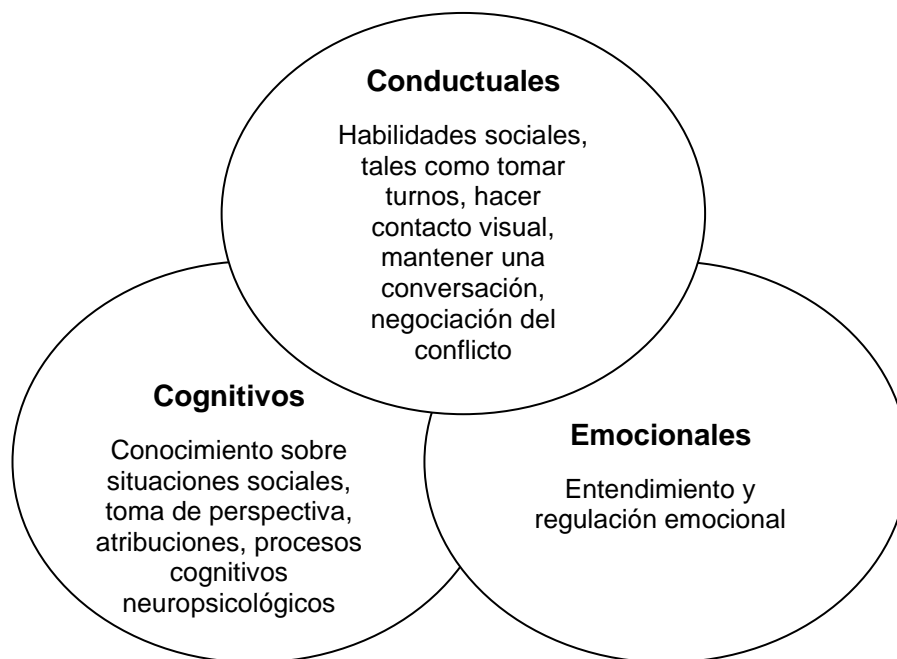 Conductuales
Habilidades sociales,
tales como tomar
turnos, hacer
contacto visual,
mantener una
conversación,
negociación del
conflicto
Cognitivos
Conocimiento sobre
situaciones sociales,
toma de perspectiva,
atribuciones, procesos
cognitivos
neuropsicológicos
Emocionales
Entendimiento y
regulación emocional